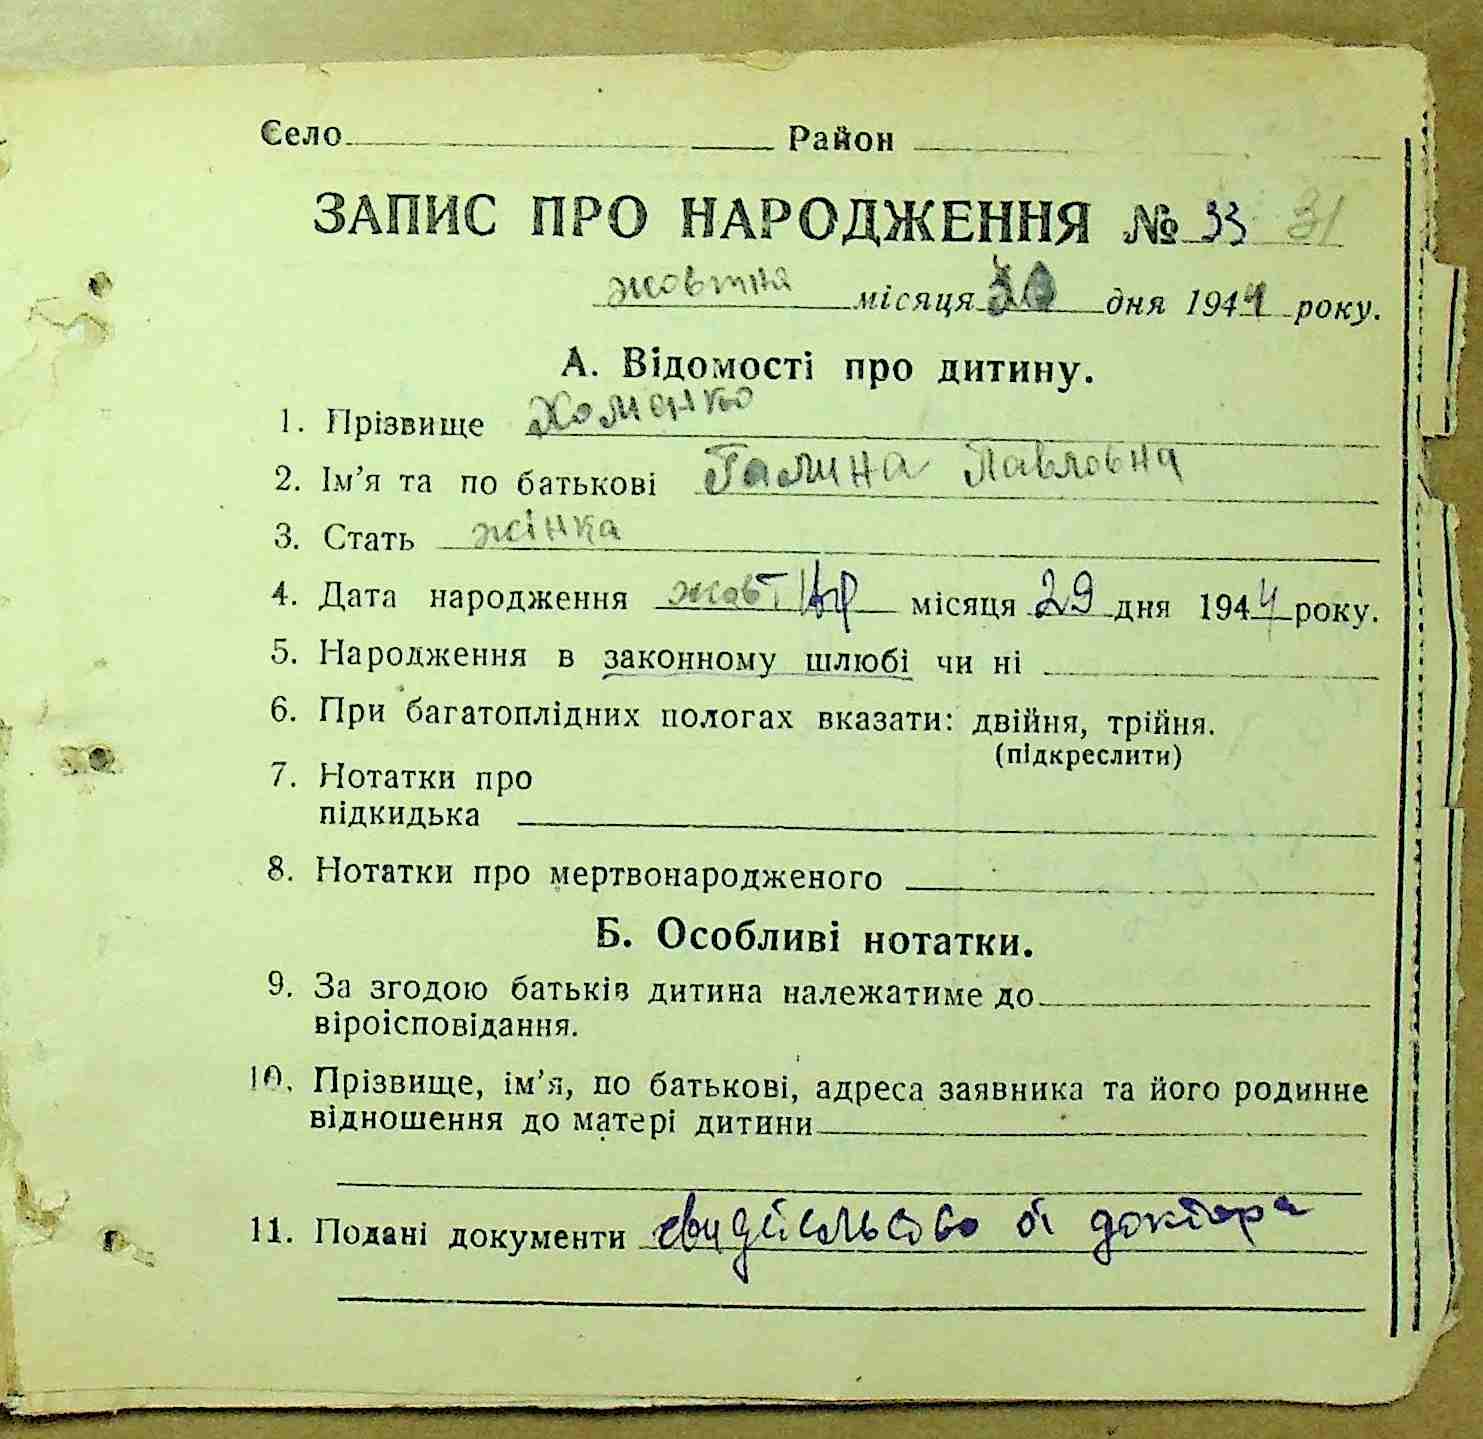 Село Район
ЗАПИС ПРО НАРОДЖЕННЯ № 33 31
жовтня місяця 30 дня 1944 року.
А. Відомості про дитину.
1. Прізвище Хоменко
2. Ім'я та по батькові Галина Павловна
3. Стать жінка
4. Дата народження місяця 29 дня 1944 року.
5. Народження в законному шлюбі чи ні
6. При багатоплідних пологах вказати: двійня, трійня.
(підкреслити)
7. Нотатки про
підкидька
8. Нотатки про мертвонародженого
Б. Особливі нотатки.
9. За згодою батьків дитина належатиме до
віроісповідання.
10. Прізвище, ім'я, по батькові, адреса заявника та його родинне
відношення до матері дитини
11. Подані документи от доктора